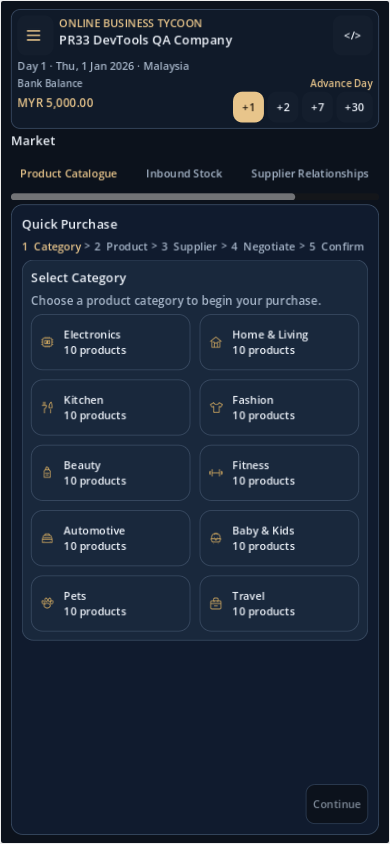 ONLINE BUSINESS TYCOON
PR33 DevTools QA Company
</>
Day 1 · Thu, 1 Jan 2026 · Malaysia
Bank Balance
Advance Day
MYR 5,000.00
+1 +2 +7 +30
Market
Product Catalogue Inbound Stock Supplier Relationships
Quick Purchase
1 Category > 2 Product > 3 Supplier > 4 Negotiate > 5 Confirm
Select Category
Choose a product category to begin your purchase.
Electronics
10 products
Home & Living
10 products
Kitchen
10 products
Fashion
10 products
Beauty
10 products
Fitness
10 products
Automotive
10 products
Baby & Kids
10 products
Pets
10 products
Travel
10 products
Continue